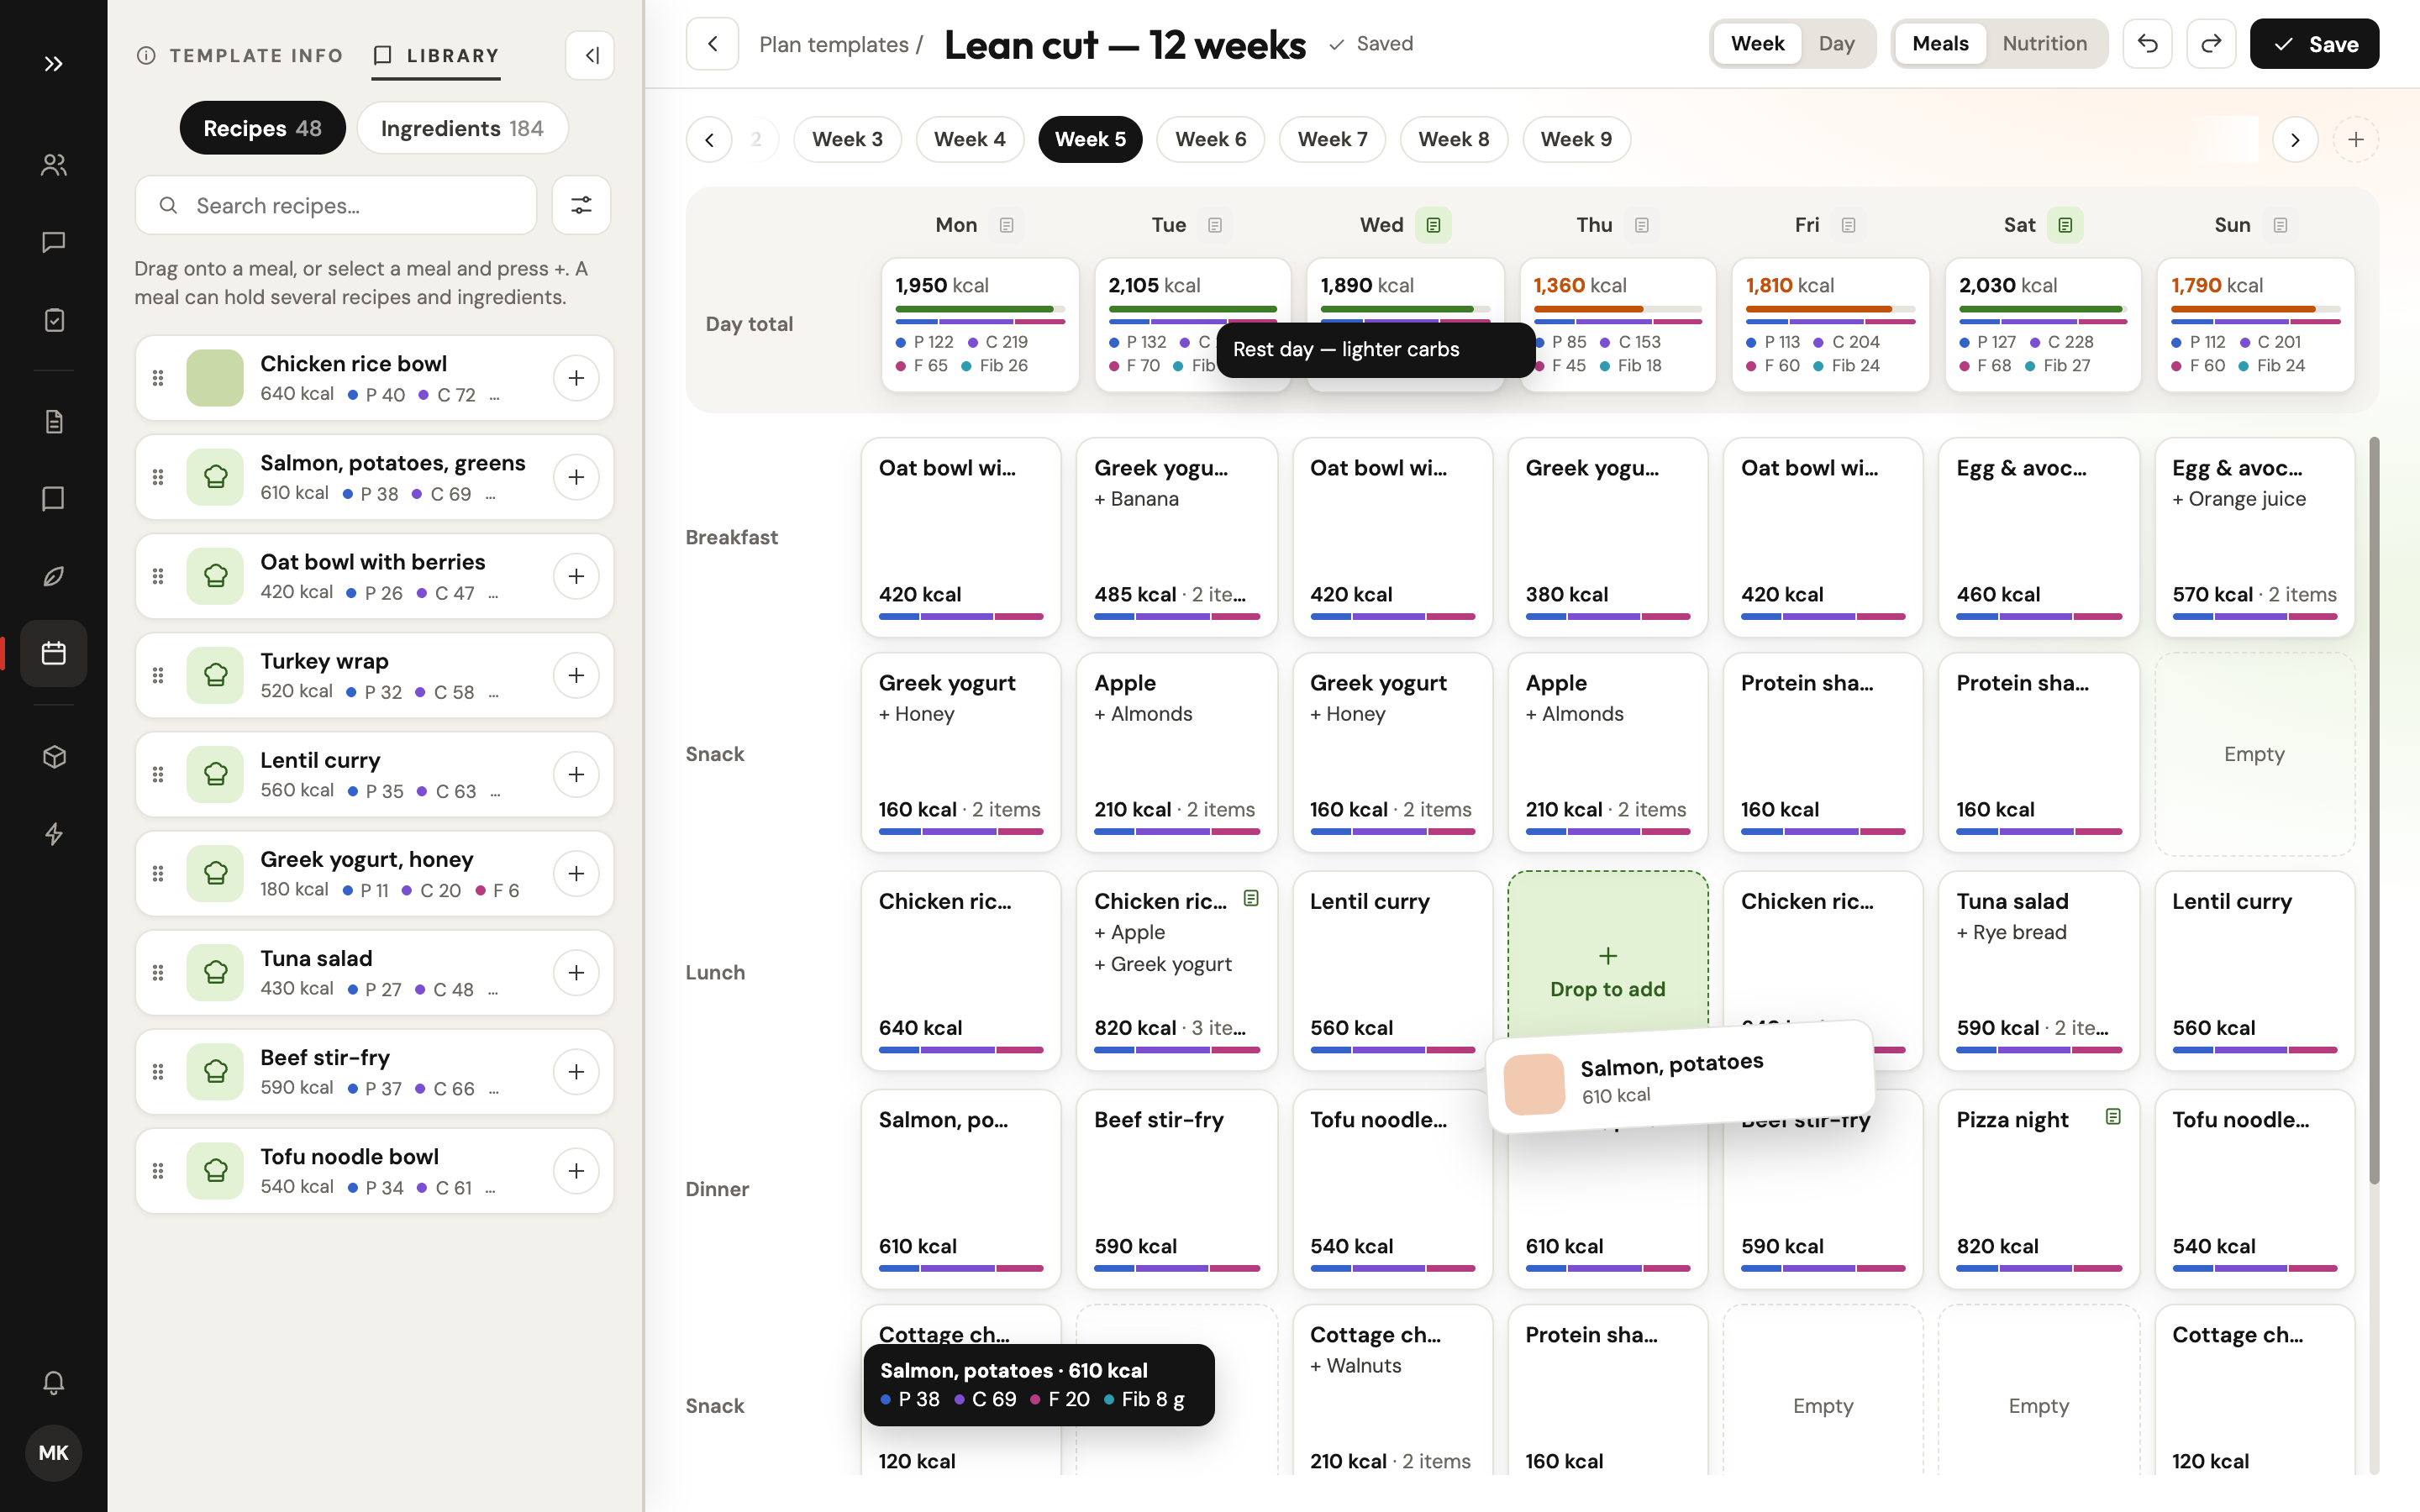 TEMPLATE INFO
LIBRARY
Recipes 48
Ingredients 184
Search recipes...
Drag onto a meal, or select a meal and press +. A
meal can hold several recipes and ingredients.
Chicken rice bowl
640 kcal P 40 C 72 ...
Salmon, potatoes, greens
610 kcal P 38 C 69 ...
Oat bowl with berries
420 kcal P 26 C 47 ...
Turkey wrap
520 kcal P 32 C 58 ...
Lentil curry
560 kcal P 35 C 63 ...
Greek yogurt, honey
180 kcal P 11 C 20 F 6
Tuna salad
430 kcal P 27 C 48 ...
Beef stir-fry
590 kcal P 37 C 66 ...
Tofu noodle bowl
540 kcal P 34 C 61 ...
MK
Plan templates / Lean cut — 12 weeks Saved
Week Day Meals Nutrition Save
2 Week 3 Week 4 Week 5 Week 6 Week 7 Week 8 Week 9
Mon Tue Wed Thu Fri Sat Sun
Day total
1,950 kcal 2,105 kcal 1,890 kcal 1,360 kcal 1,810 kcal 2,030 kcal 1,790 kcal
P 122 C 219 P 132 C P 85 C 153 P 113 C 204 P 127 C 228 P 112 C 201
F 65 Fib 26 F 70 Fib F 45 Fib 18 F 60 Fib 24 F 68 Fib 27 F 60 Fib 24
Rest day — lighter carbs
Breakfast
Oat bowl wi... Greek yogu... Oat bowl wi... Greek yogu... Oat bowl wi... Egg & avoc... Egg & avoc...
+ Banana + Orange juice
420 kcal 485 kcal · 2 ite... 420 kcal 380 kcal 420 kcal 460 kcal 570 kcal · 2 items
Snack
Greek yogurt Apple Greek yogurt Apple Protein sha... Protein sha...
+ Honey + Almonds + Honey + Almonds
Empty
160 kcal · 2 items 210 kcal · 2 items 160 kcal · 2 items 210 kcal · 2 items 160 kcal 160 kcal
Lunch
Chicken ric... Chicken ric... Lentil curry Chicken ric... Tuna salad Lentil curry
+ Apple + Rye bread
+ Greek yogurt
Drop to add
640 kcal 820 kcal · 3 ite... 560 kcal 590 kcal · 2 ite... 560 kcal
Salmon, potatoes
610 kcal
Dinner
Salmon, po... Beef stir-fry Tofu noodle... Beef stir-fry Pizza night Tofu noodle...
610 kcal 590 kcal 540 kcal 610 kcal 590 kcal 820 kcal 540 kcal
Snack
Cottage ch... Cottage ch... Protein sha... Cottage ch...
+ Walnuts
Salmon, potatoes · 610 kcal
P 38 C 69 F 20 Fib 8 g
Empty Empty
120 kcal 210 kcal · 2 items 160 kcal 120 kcal